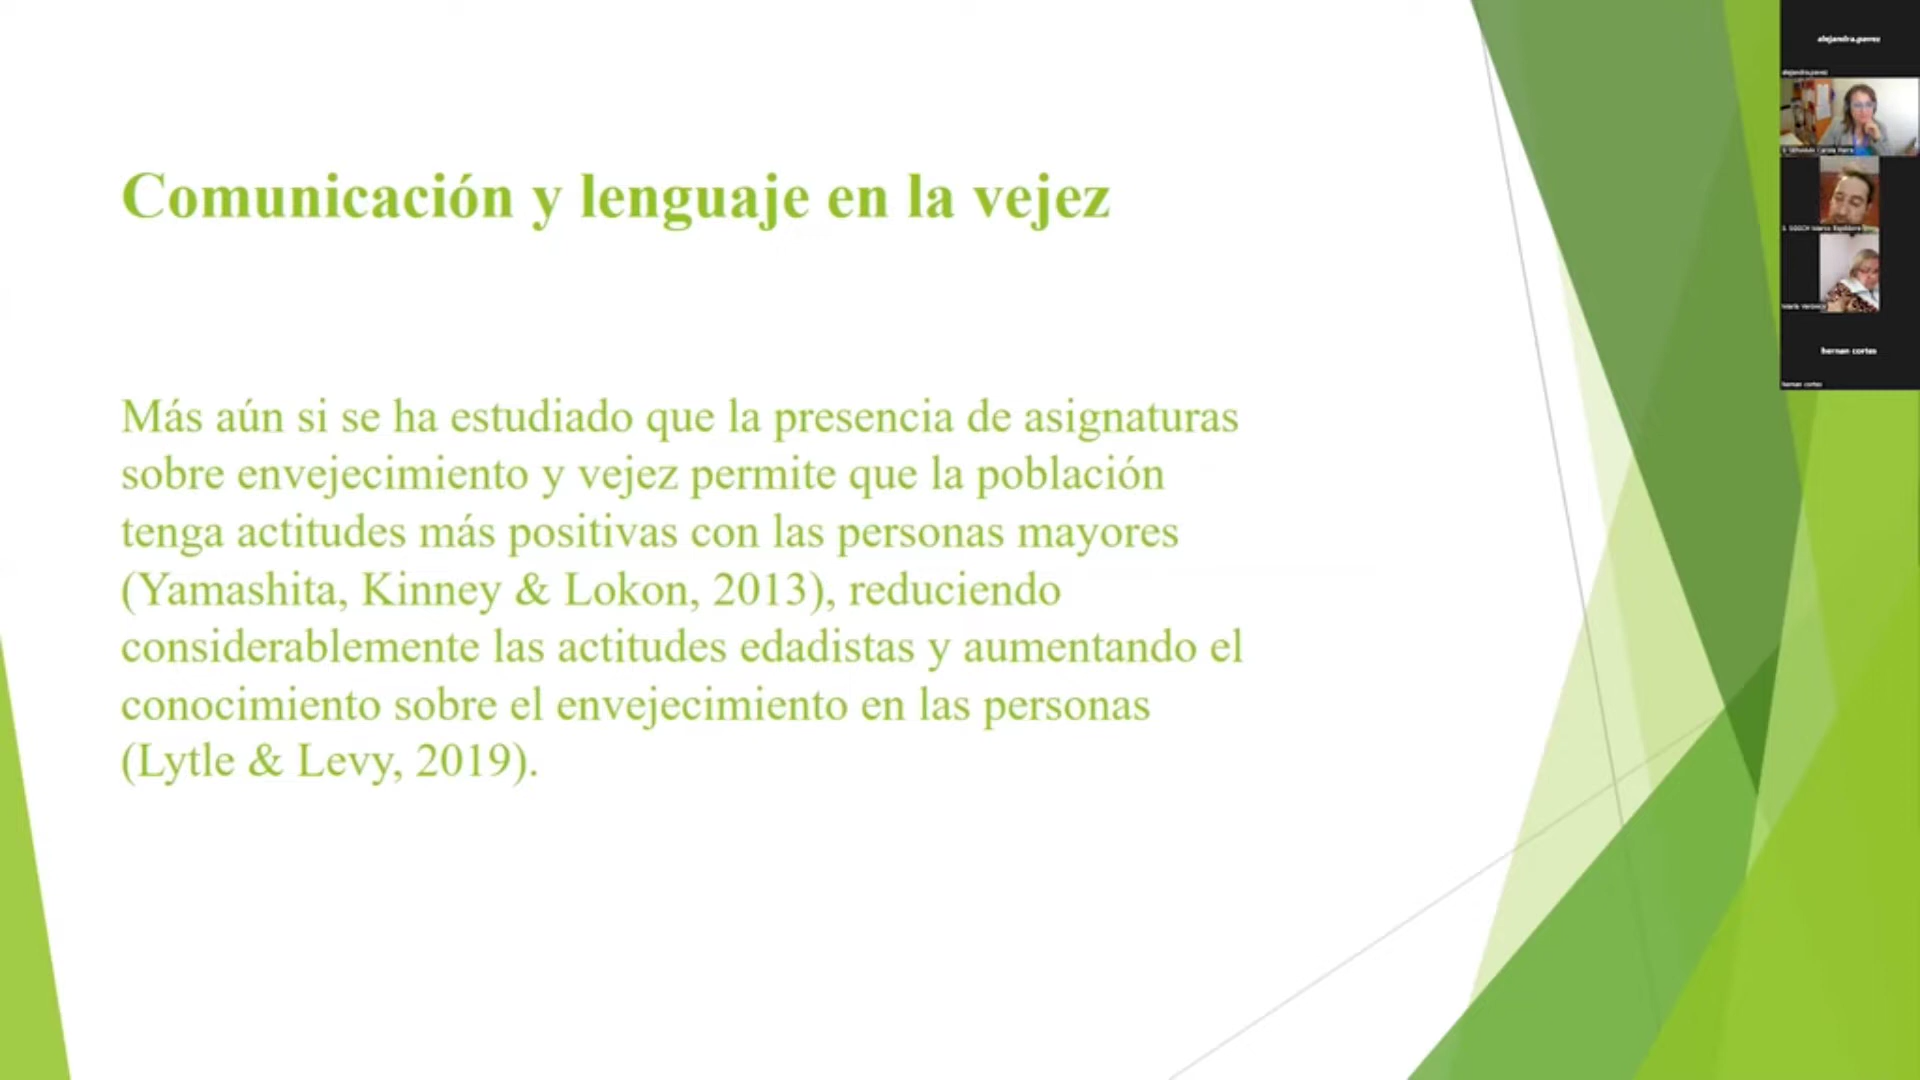 Comunicación y lenguaje en la vejez
Más aún si se ha estudiado que la presencia de asignaturas
sobre envejecimiento y vejez permite que la población
tenga actitudes más positivas con las personas mayores
(Yamashita, Kinney & Lokon, 2013), reduciendo
considerablemente las actitudes edadistas y aumentando el
conocimiento sobre el envejecimiento en las personas
(Lytle & Levy, 2019).
hernan cortes
hernan cortes